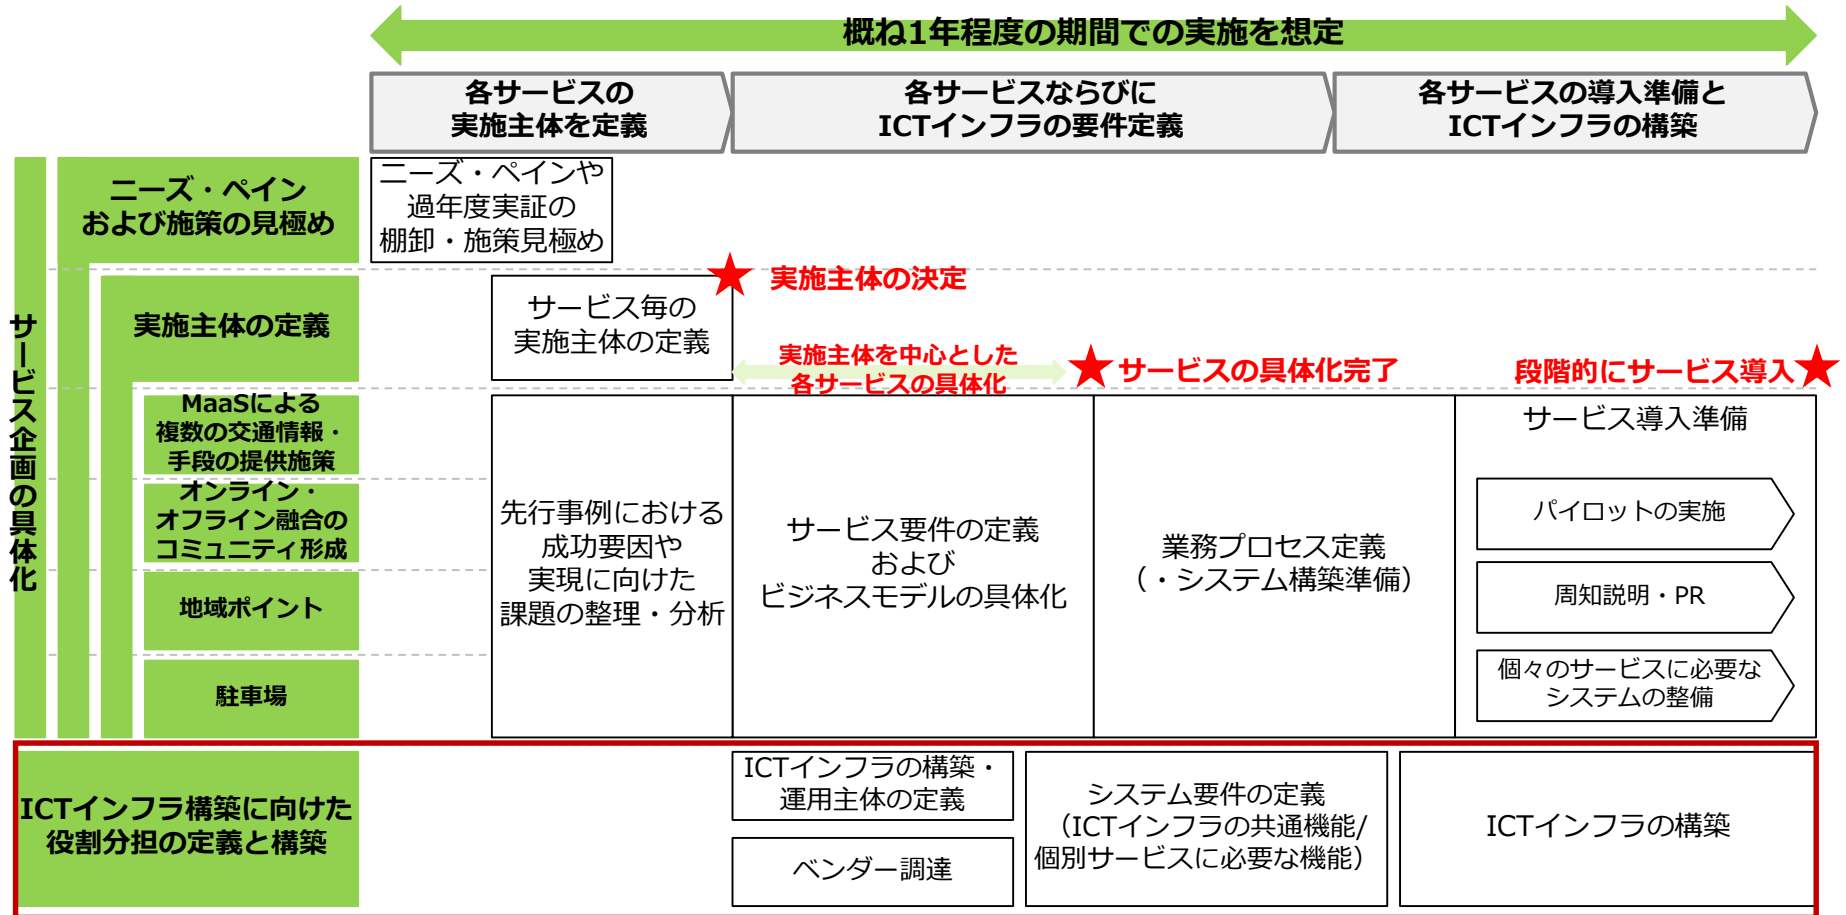 概ね1年程度の期間での実施を想定
各サービスの
実施主体を定義
各サービスならびに
ICTインフラの要件定義
各サービスの導入準備と
ICTインフラの構築
サービス企画の具体化
ニーズ・ペイン
および施策の見極め
ニーズ・ペインや
過年度実証の
棚卸・施策見極め
実施主体の定義
サービス毎の
実施主体の定義
実施主体の決定
実施主体を中心とした
各サービスの具体化
サービスの具体化完了
段階的にサービス導入
MaaSによる
複数の交通情報・
手段の提供施策
オンライン・
オフライン融合の
コミュニティ形成
地域ポイント
駐車場
先行事例における
成功要因や
実現に向けた
課題の整理・分析
サービス要件の定義
および
ビジネスモデルの具体化
業務プロセス定義
（・システム構築準備）
サービス導入準備
パイロットの実施
周知説明・PR
個々のサービスに必要な
システムの整備
ICTインフラ構築に向けた
役割分担の定義と構築
ICTインフラの構築・
運用主体の定義
ベンダー調達
システム要件の定義
（ICTインフラの共通機能/
個別サービスに必要な機能）
ICTインフラの構築